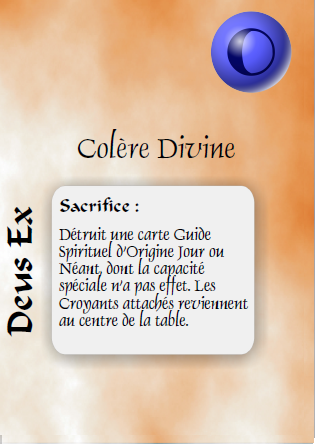 Colère Divine
Deus Ex
Sacrifice :
Détruit une carte Guide
Spirituel d'Origine Jour ou
Néant, dont la capacité
spéciale n'a pas effet. Les
Croyants attachés reviennent
au centre de la table.